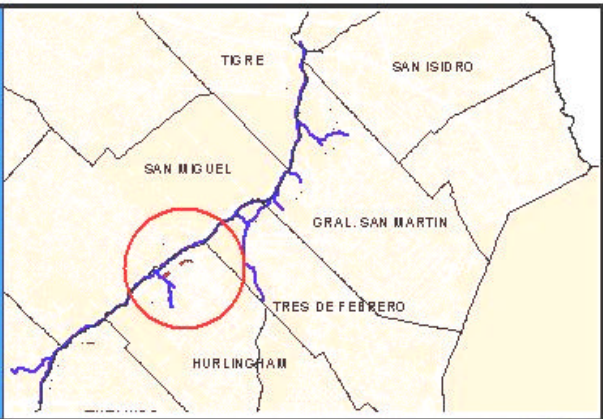 TIGRE
SAN ISIDRO
SAN MIGUEL
GRAL. SAN MARTIN
TRES DE FEBRERO
HURLINGHAM